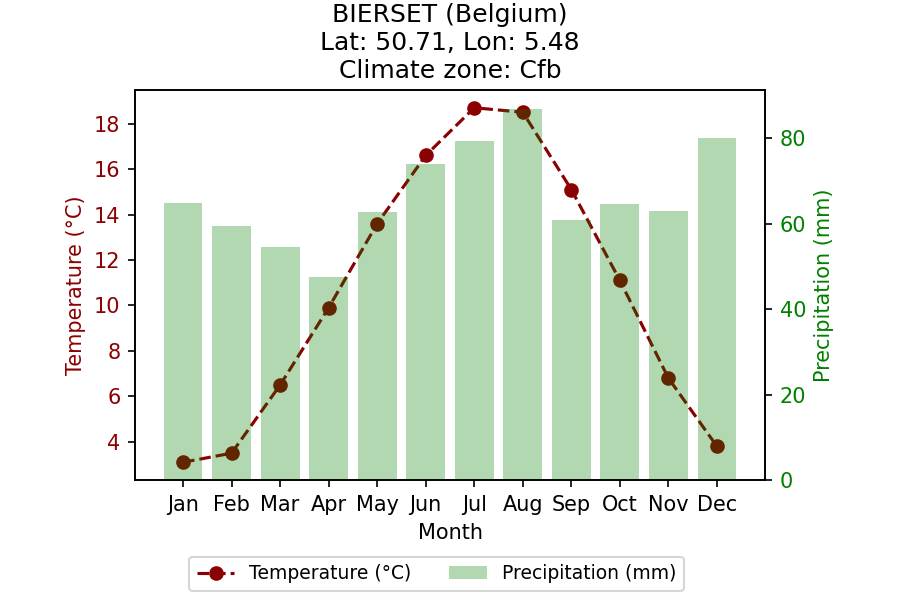 BIERSET (Belgium)
Lat: 50.71, Lon: 5.48
Climate zone: Cfb
Temperature (°C)
18
16
14
12
10
8
6
4
Precipitation (mm)
80
60
40
20
0
Jan Feb Mar Apr May Jun Jul Aug Sep Oct Nov Dec
Month
Temperature (°C) Precipitation (mm)